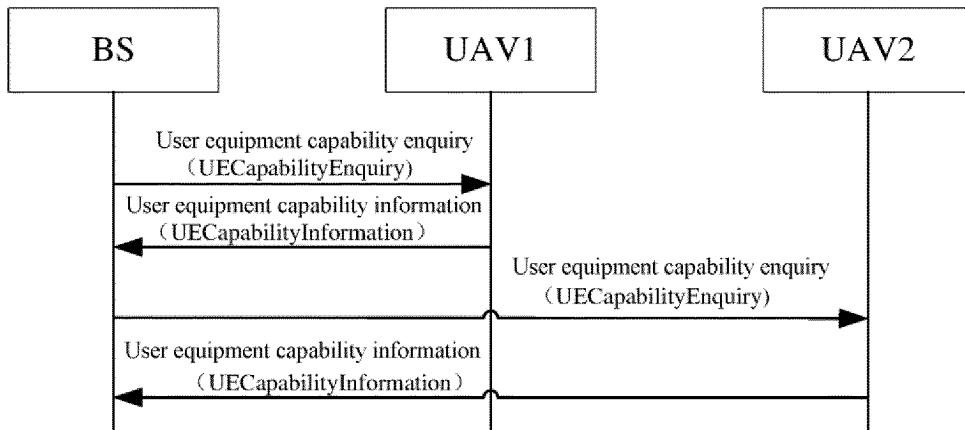 BS
UAV1
UAV2
User equipment capability enquiry
（UECapabilityEnquiry)
User equipment capability information
（UECapabilityInformation）
User equipment capability enquiry
（UECapabilityEnquiry)
User equipment capability information
（UECapabilityInformation）